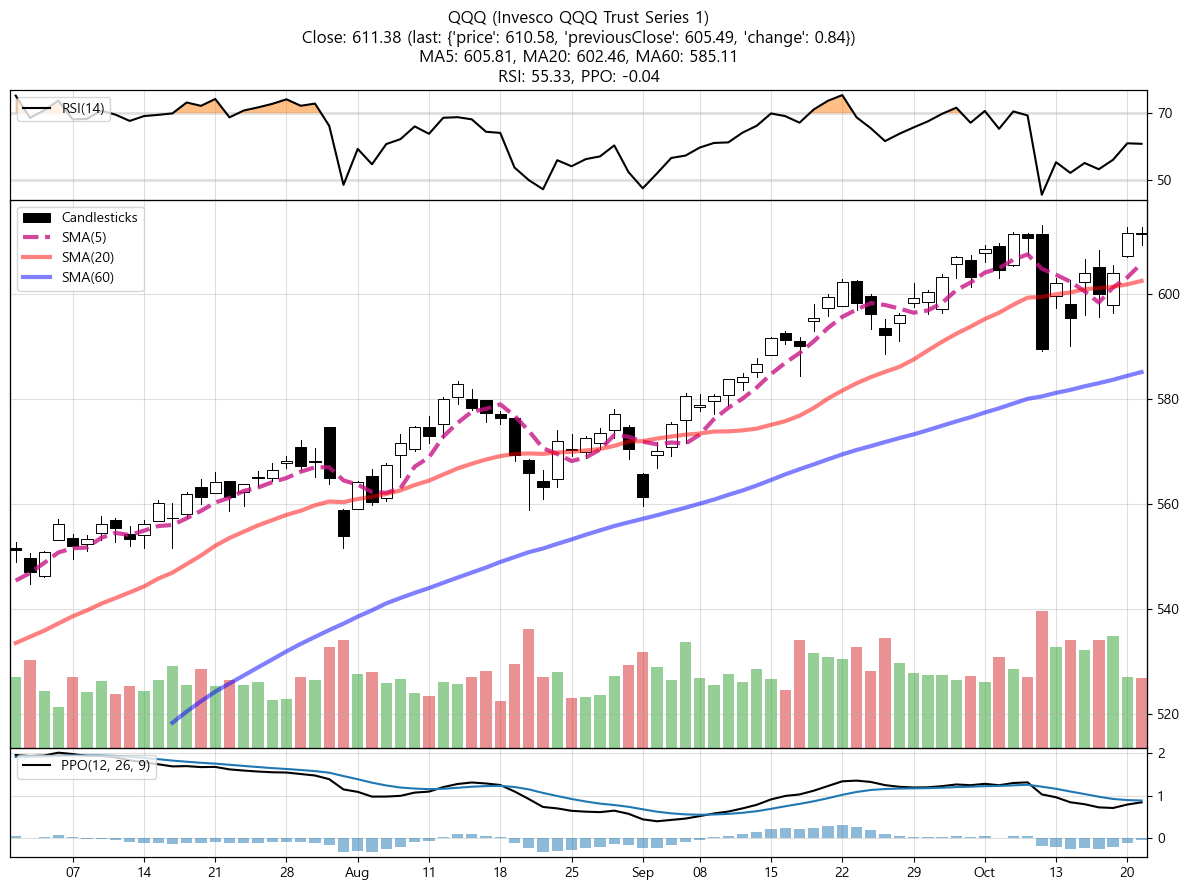 QQQ (Invesco QQQ Trust Series 1)
Close: 611.38 (last: {'price': 610.58, 'previousClose': 605.49, 'change': 0.84})
MA5: 605.81, MA20: 602.46, MA60: 585.11
RSI: 55.33, PPO: -0.04
RSI(14)
70
50
Candlesticks
SMA(5)
SMA(20)
SMA(60)
600
580
560
540
520
PPO(12, 26, 9)
2
1
0
07 14 21 28 Aug 11 18 25 Sep 08 15 22 29 Oct 13 20